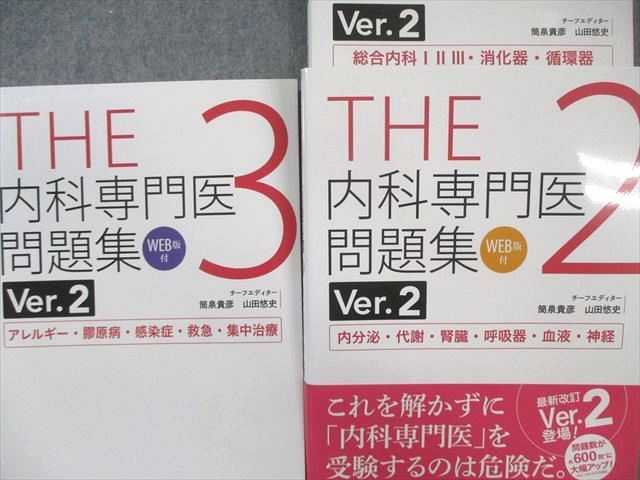 Ver.2
チーフエディター
筒泉貴彦 山田悠史
総合内科ⅠⅡⅢ・消化器・循環器
THE
3
内科専門医
問題集
WEB版
付
Ver.2
チーフエディター
筒泉貴彦 山田悠史
アレルギー・膠原病・感染症・救急・集中治療
THE
2
内科専門医
問題集
WEB版
付
Ver.2
チーフエディター
筒泉貴彦 山田悠史
内分泌・代謝・腎臓・呼吸器・血液・神経
これを解かずに
「内科専門医」を
受験するのは危険だ。
最新改訂
Ver.2
登場!
問題数が
約600問に
大幅アップ!